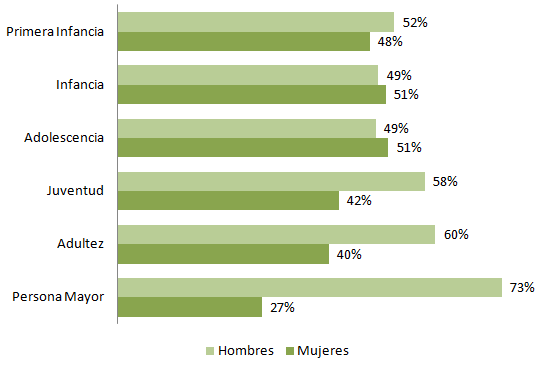 Primera Infancia
52%
48%
Infancia
49%
51%
Adolescencia
49%
51%
Juventud
58%
42%
Adultez
60%
40%
Persona Mayor
73%
27%
Hombres Mujeres